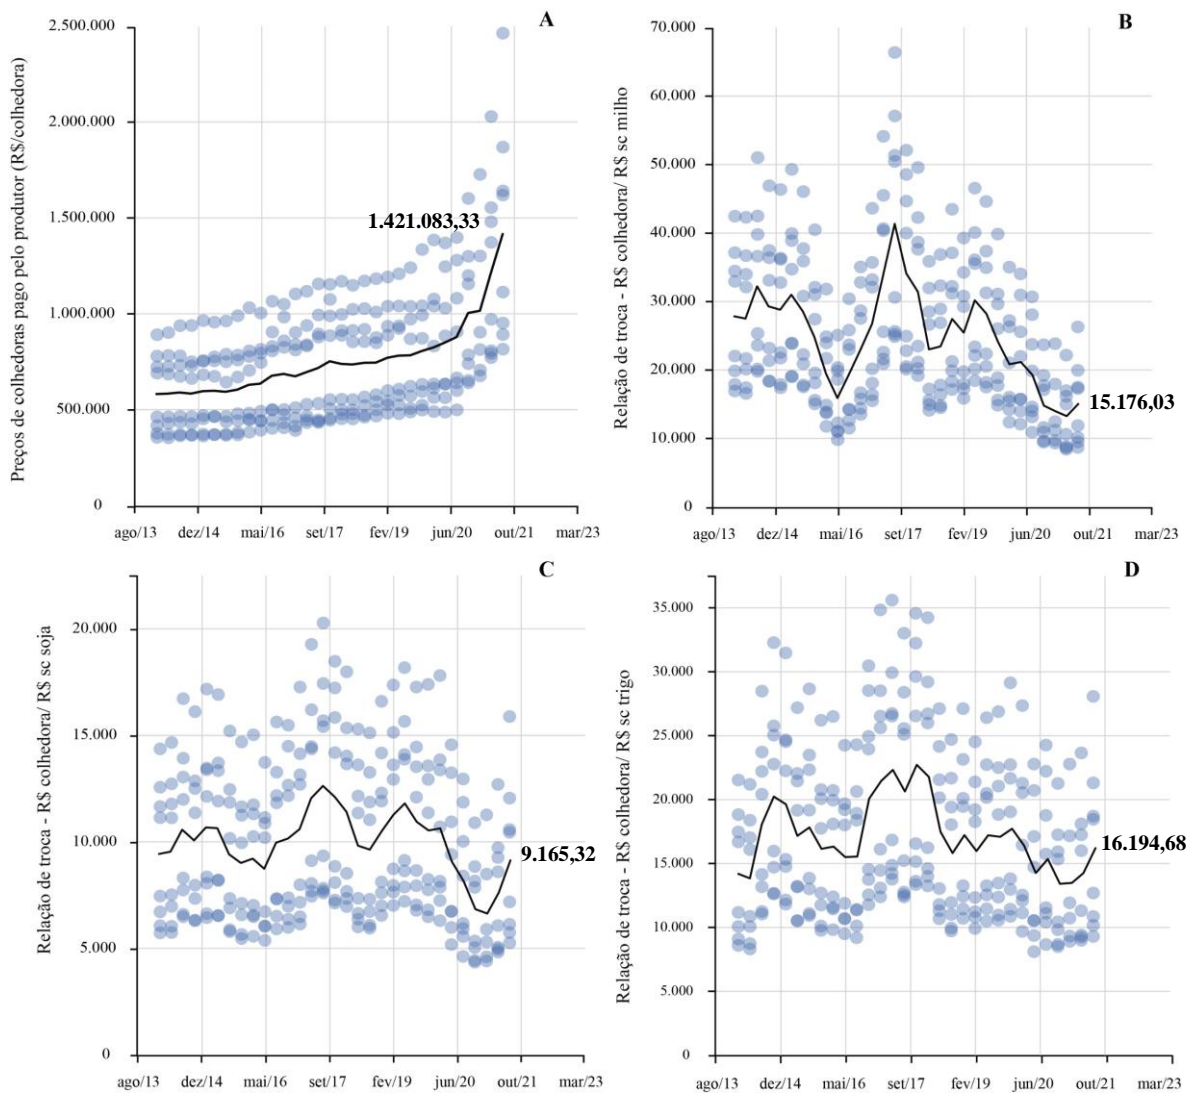 A
Preços de colhedoras pago pelo produtor (R$/colhedora)
2.500.000
2.000.000
1.500.000
1.000.000
500.000
0
1.421.083,33
ago/13 dez/14 mai/16 set/17 fev/19 jun/20 out/21 mar/23
B
Relação de troca - R$ colhedora/ R$ sc milho
70.000
60.000
50.000
40.000
30.000
20.000
10.000
0
15.176,03
ago/13 dez/14 mai/16 set/17 fev/19 jun/20 out/21 mar/23
C
Relação de troca - R$ colhedora/ R$ sc soja
20.000
15.000
10.000
5.000
0
9.165,32
ago/13 dez/14 mai/16 set/17 fev/19 jun/20 out/21 mar/23
D
Relação de troca - R$ colhedora/ R$ sc trigo
35.000
30.000
25.000
20.000
15.000
10.000
5.000
0
16.194,68
ago/13 dez/14 mai/16 set/17 fev/19 jun/20 out/21 mar/23